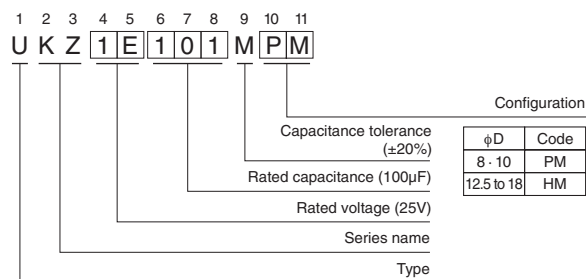 1 2 3 4 5 6 7 8 9 10 11
U K Z 1 E 1 0 1 M P M
Configuration
φD Code
8 · 10 PM
12.5 to 18 HM
Capacitance tolerance
(±20%)
Rated capacitance (100µF)
Rated voltage (25V)
Series name
Type